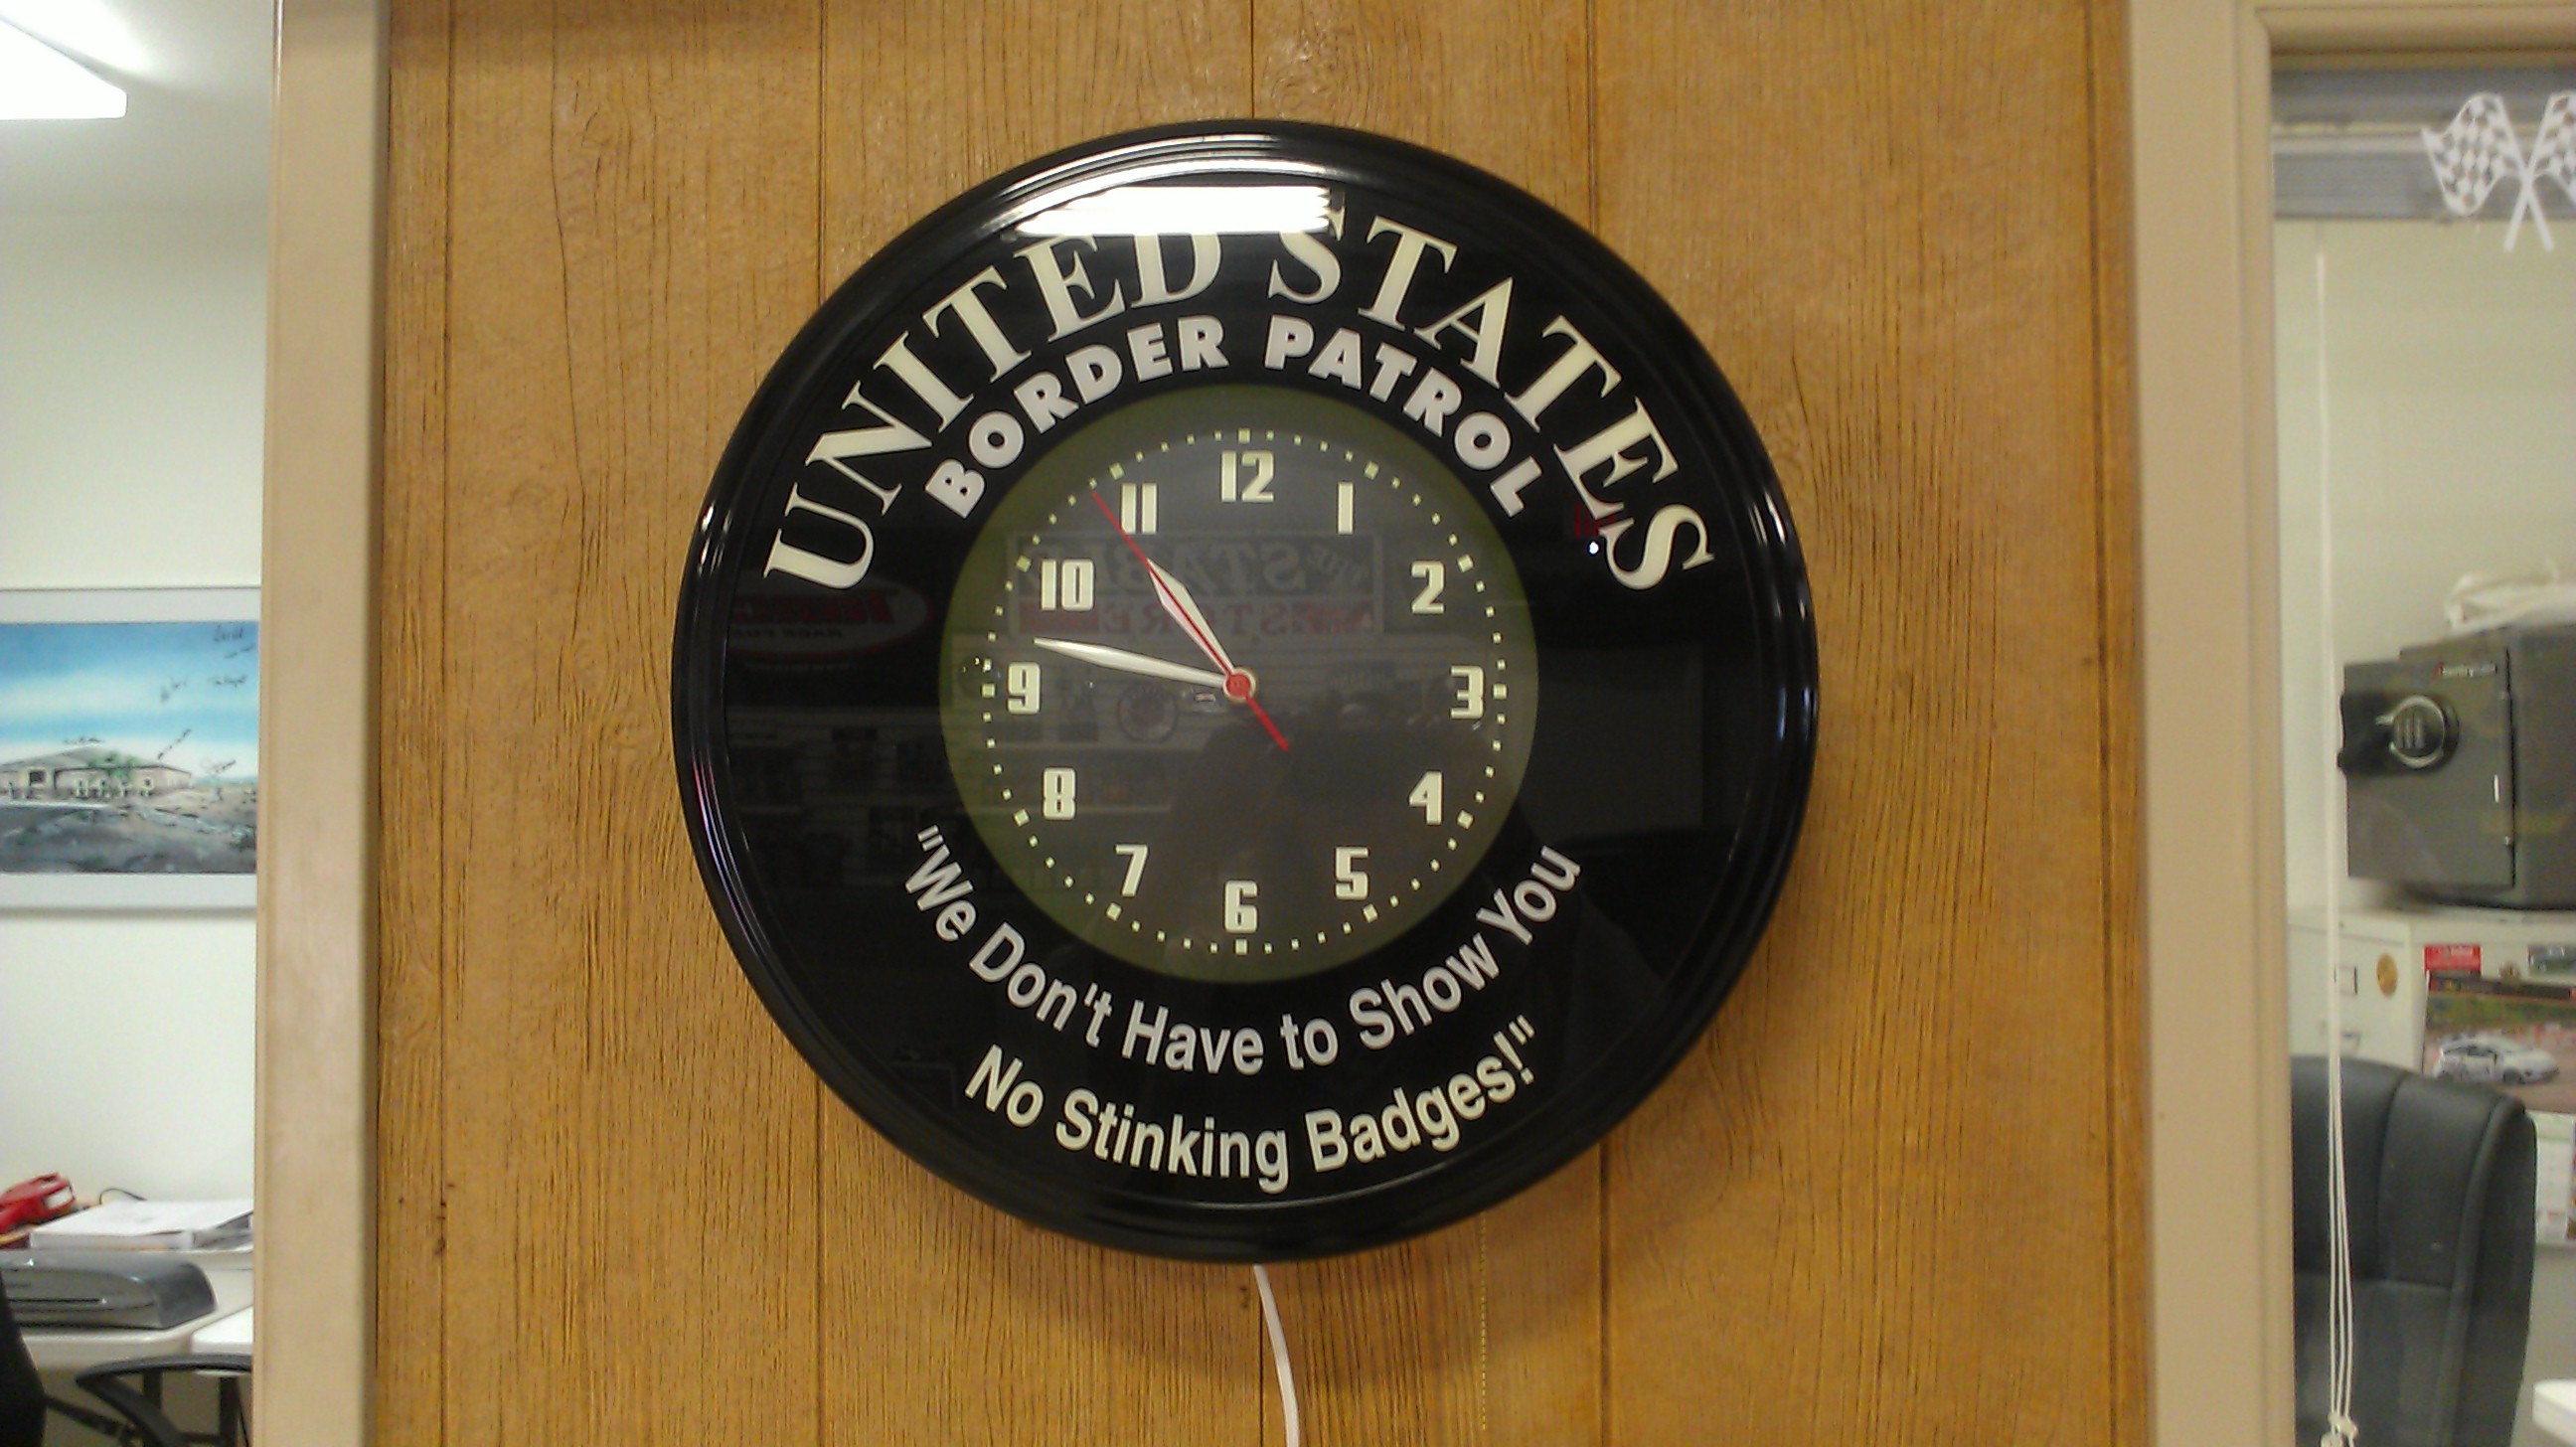 UNITED STATES
BORDER PATROL
12
11 1
10 2
9 3
8 4
7 5
6
"We Don't Have to Show You
No Stinking Badges!"